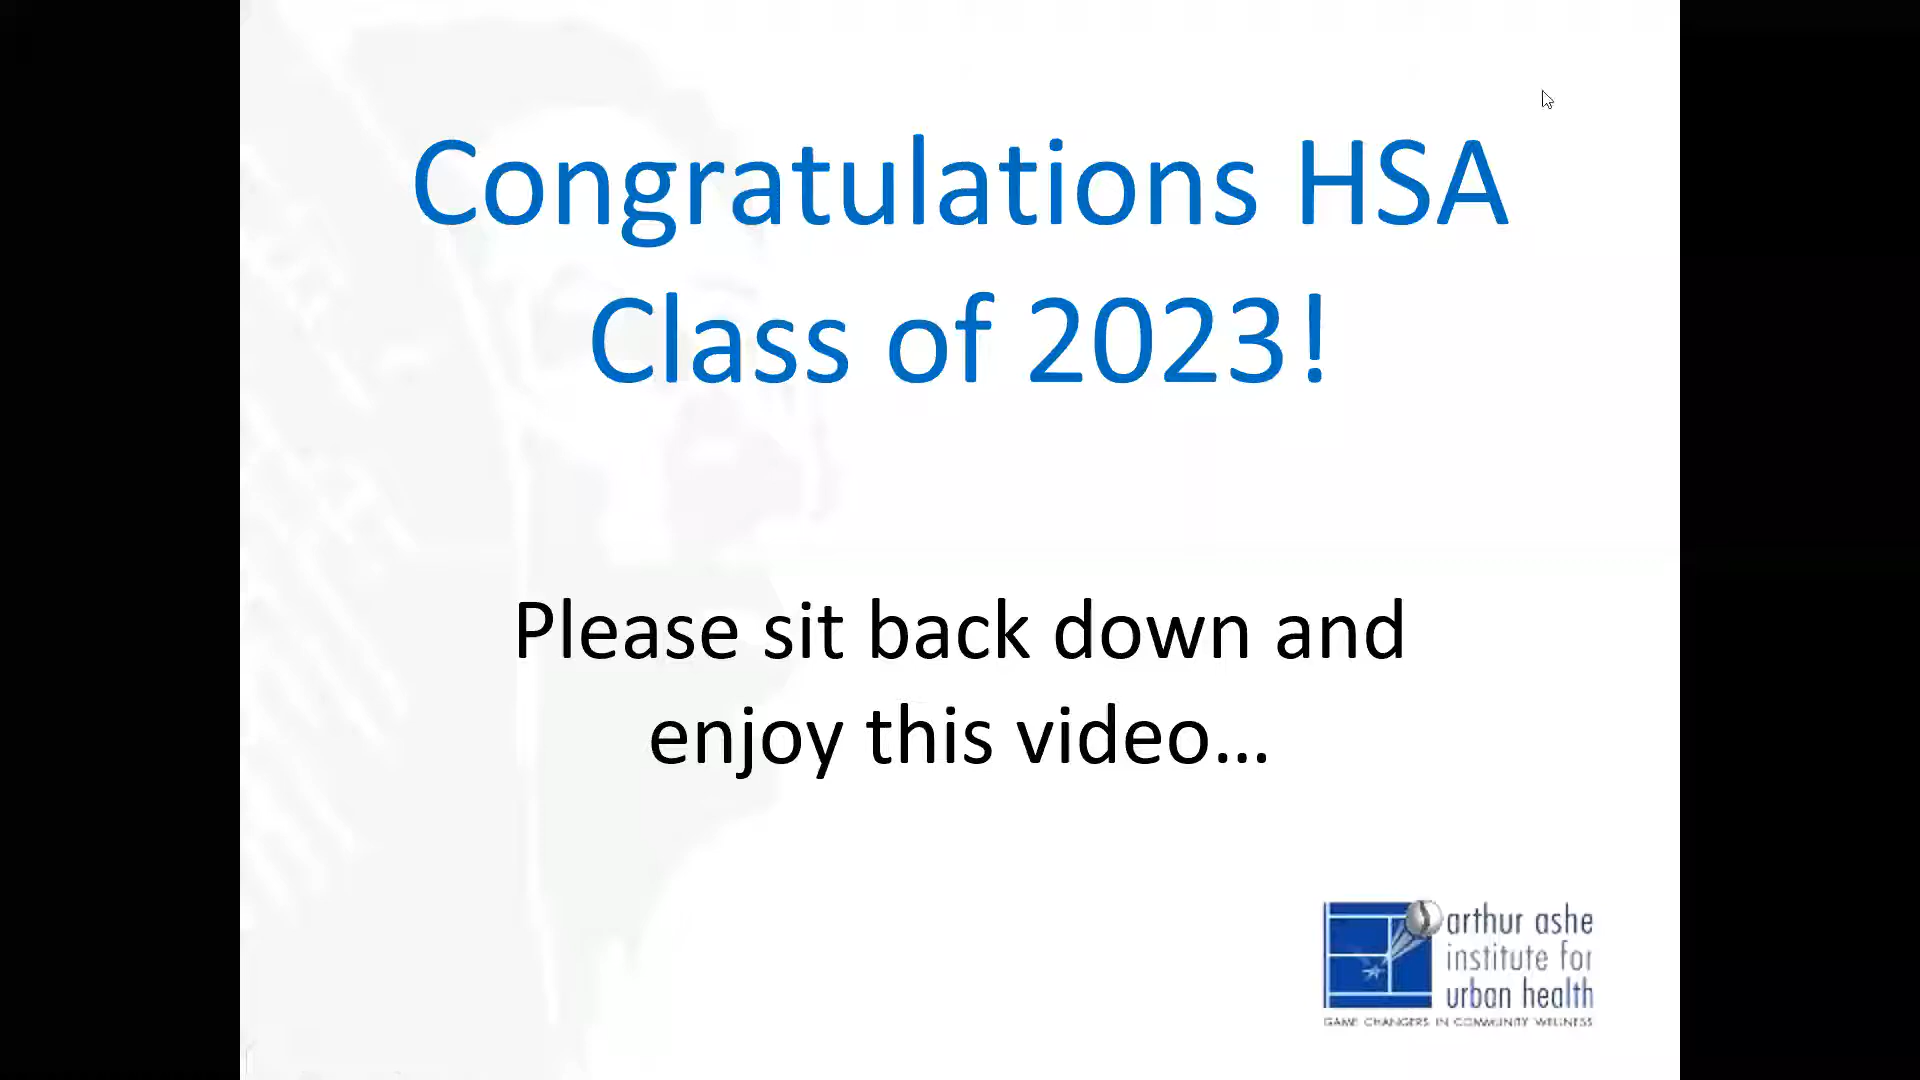 Congratulations HSA
Class of 2023!
Please sit back down and
enjoy this video...
arthur ashe
institute for
urban health
GAME CHANGERS IN COMMUNITY WELLNESS